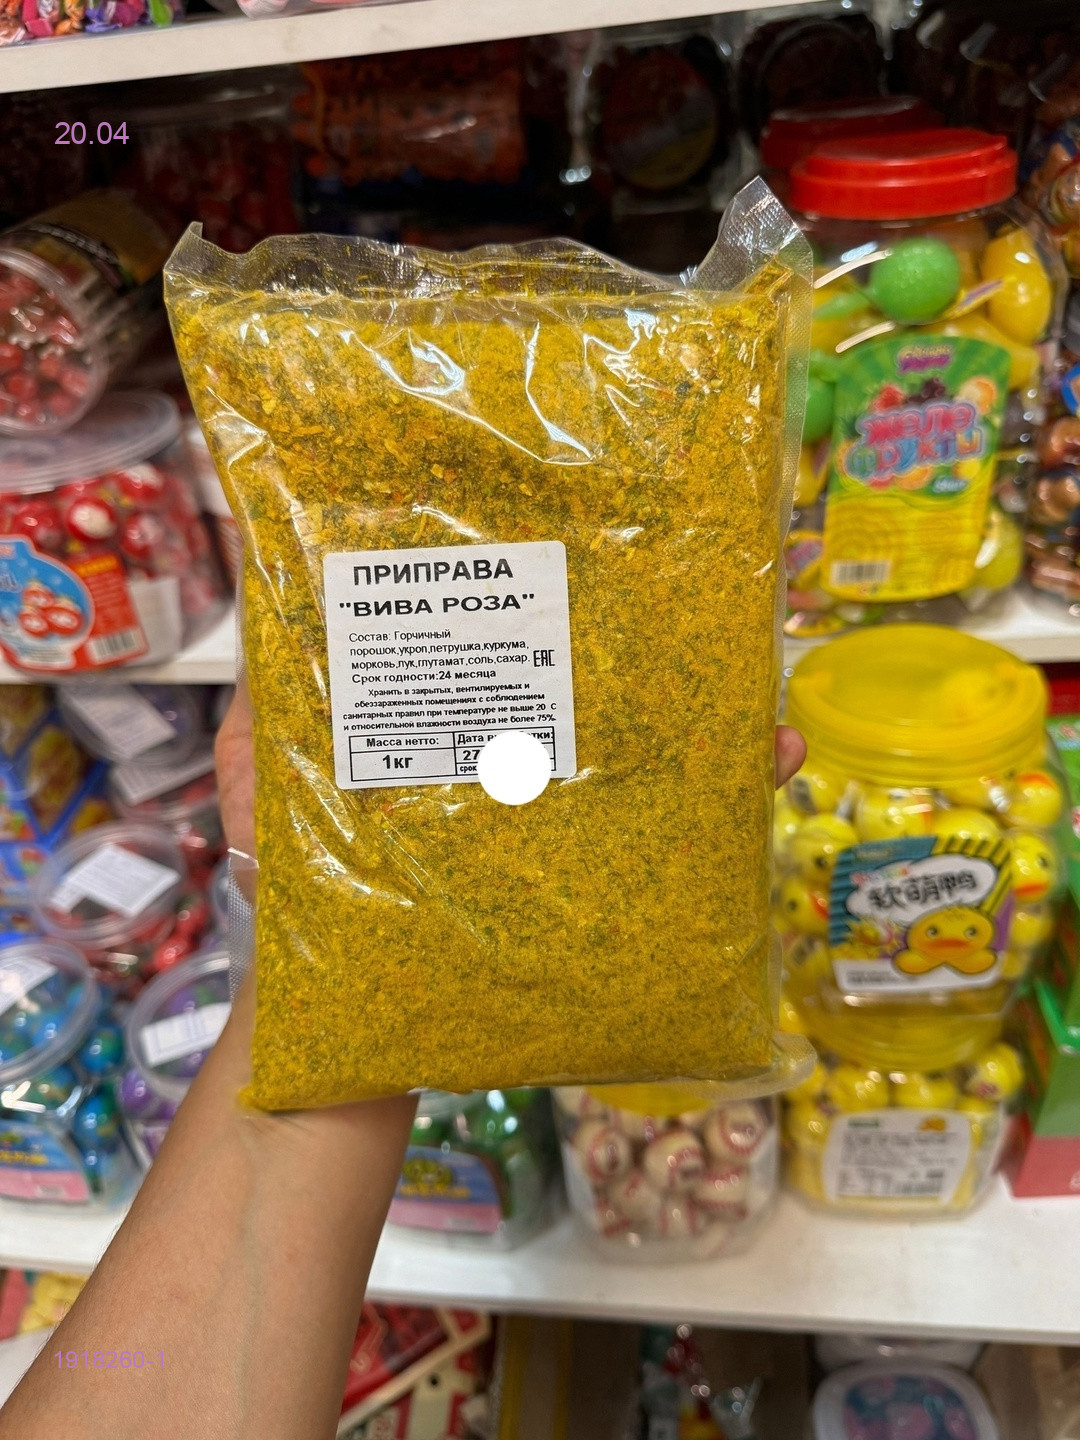 20.04
ПРИПРАВА
"ВИВА РОЗА"
Состав: Горчичный
порошок,укроп,петрушка,куркума,
морковь,лук,глутамат,соль,сахар.
EAC
Срок годности:24 месяца
Хранить в закрытых, вентилируемых и
обеззараженных помещениях с соблюдением
санитарных правил при температуре не выше 20 С
и относительной влажности воздуха не более 75%.
Масса нетто:
1кг
Дата
27
срок
желе
фрукты
软萌鸭
1918260-1